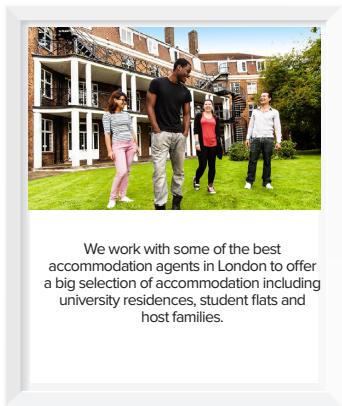 We work with some of the best
accommodation agents in London to offer
a big selection of accommodation including
university residences, student flats and
host families.